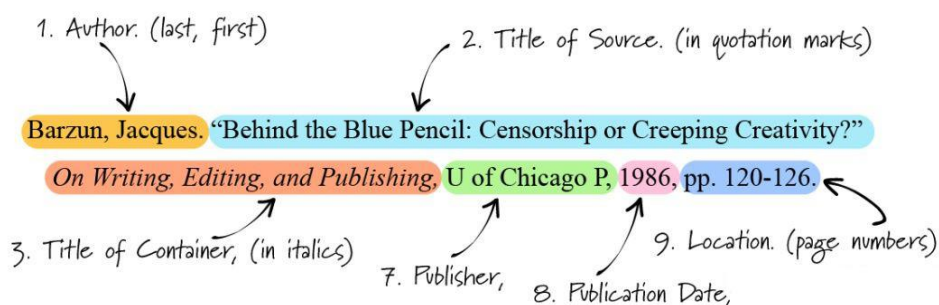 1. Author. (last, first)
2. Title of Source. (in quotation marks)
Barzun, Jacques. “Behind the Blue Pencil: Censorship or Creeping Creativity?”
On Writing, Editing, and Publishing, U of Chicago P, 1986, pp. 120-126.
3. Title of Container, (in italics)
7. Publisher,
8. Publication Date,
9. Location. (page numbers)